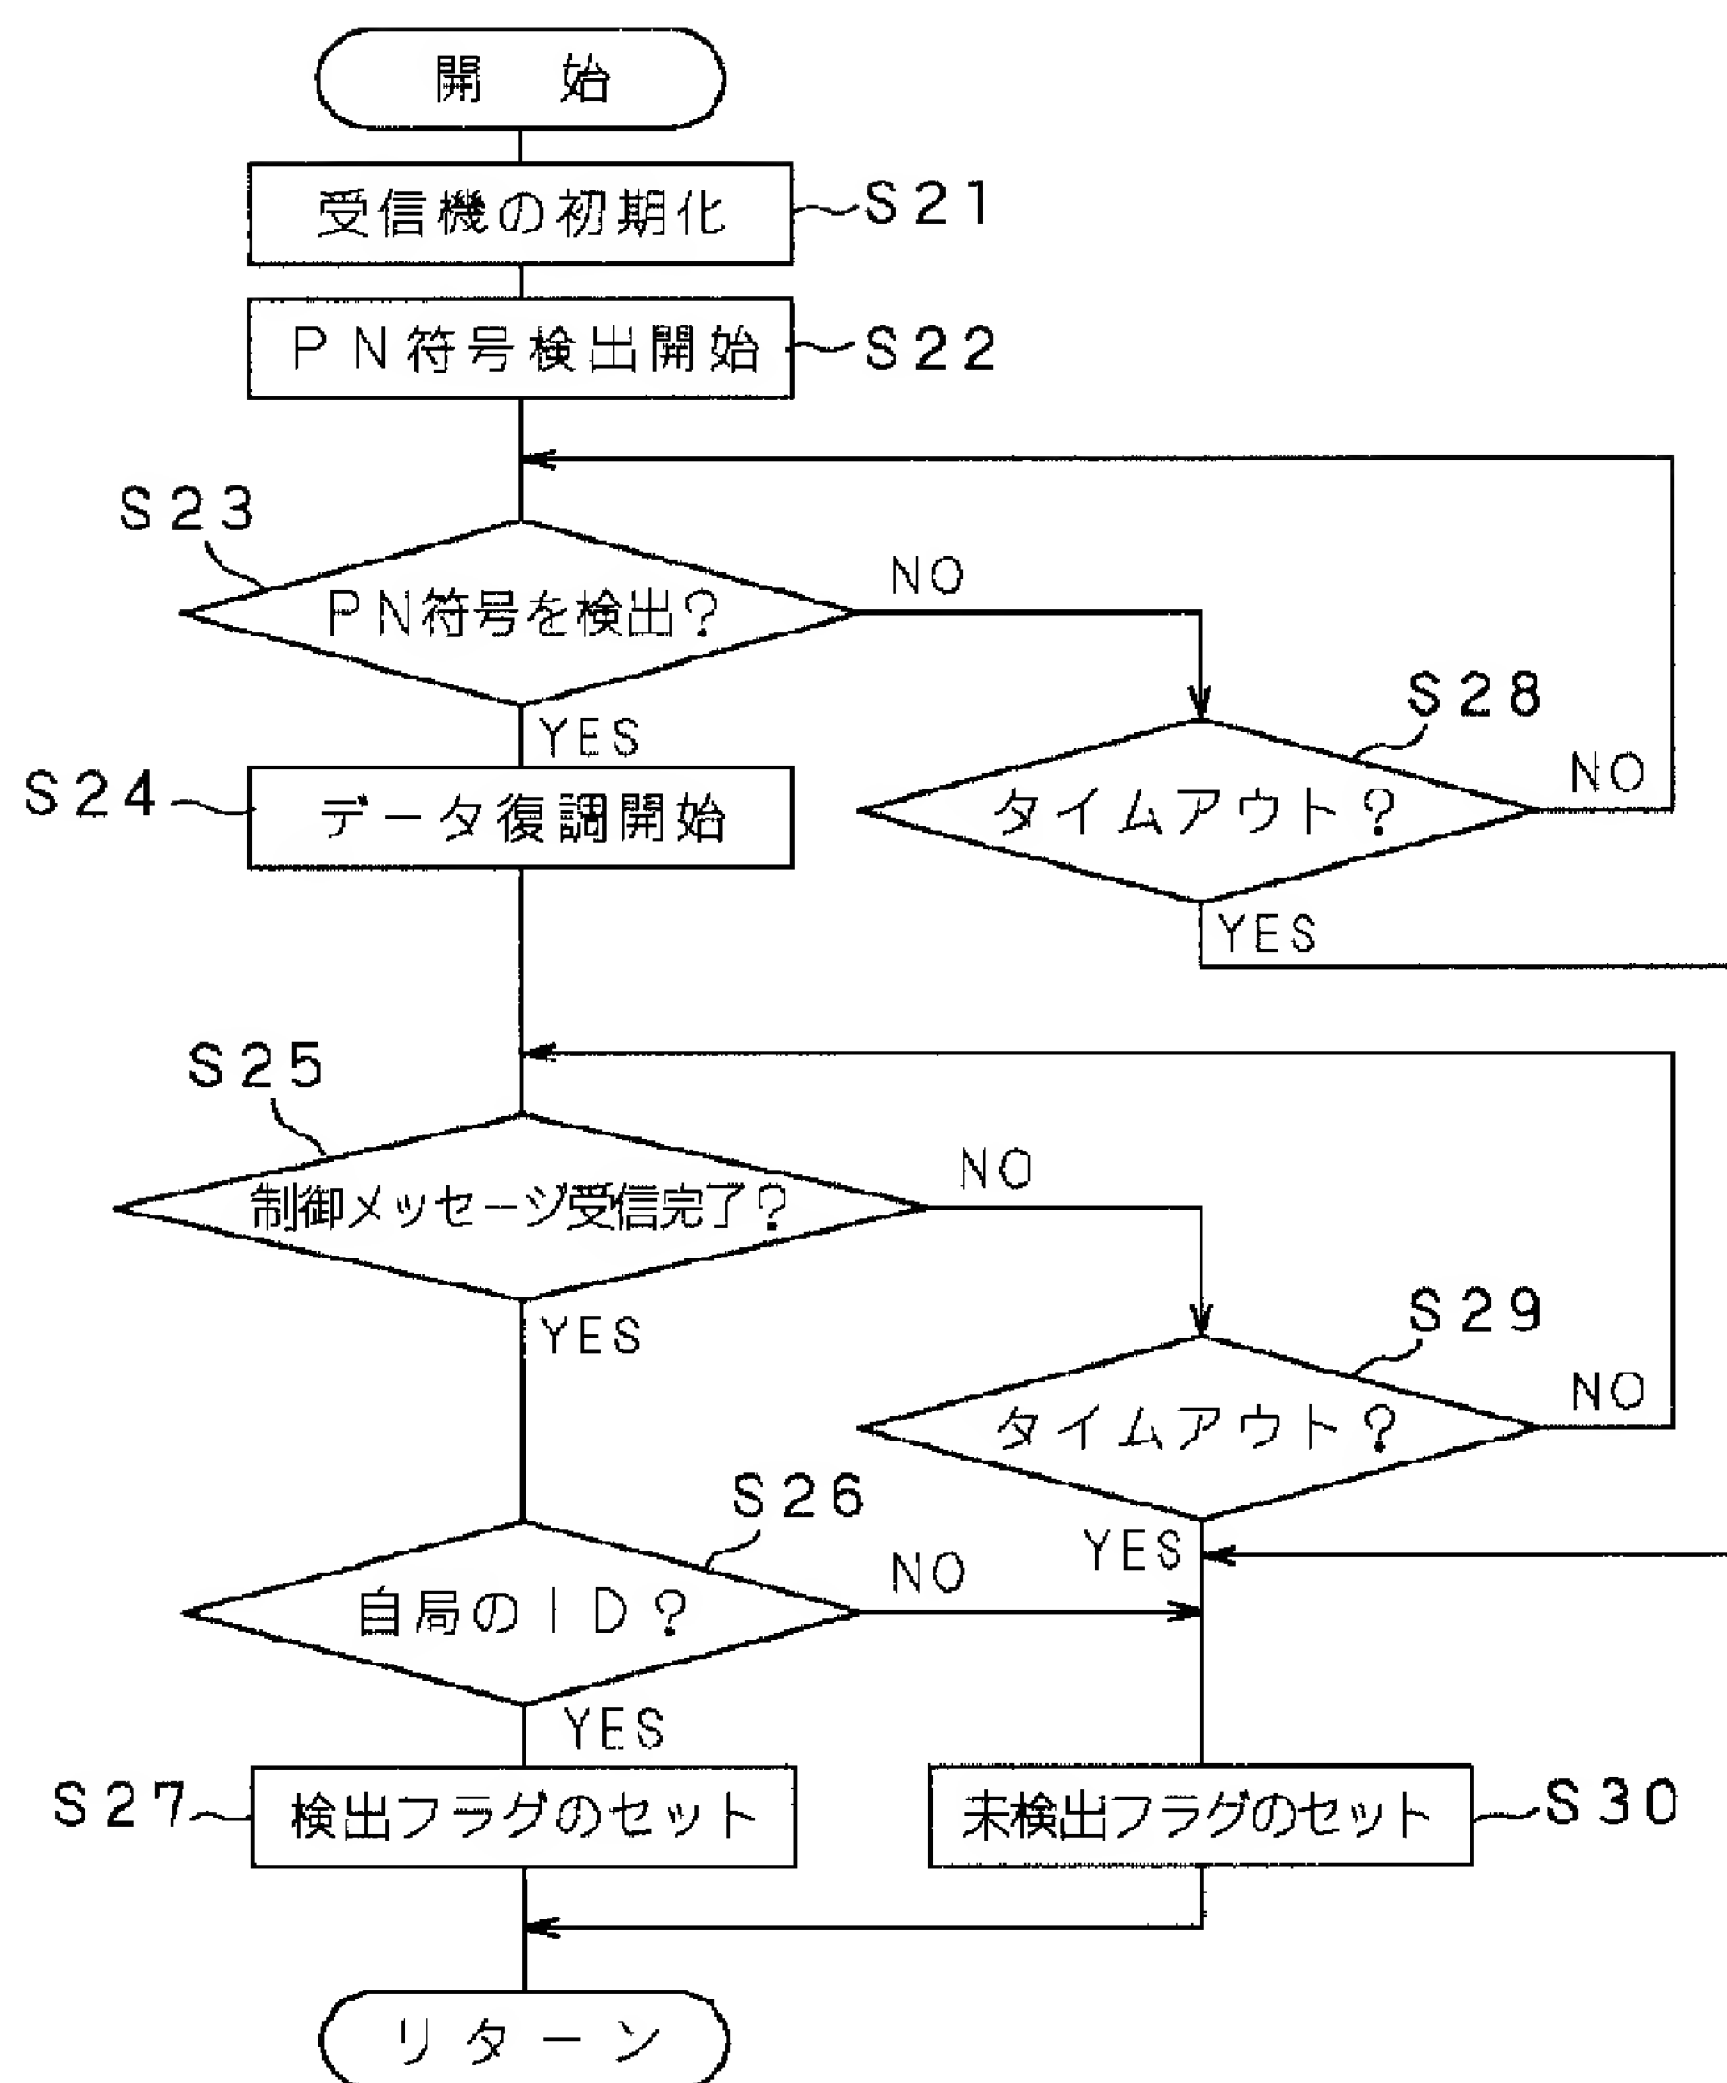 開 始
受信機の初期化
S21
PN符号検出開始
S22
S23
PN符号を検出?
NO
YES
S28
タイムアウト?
NO
YES
S24
データ復調開始
S25
制御メッセージ受信完了?
NO
YES
S29
タイムアウト?
NO
YES
S26
自局のID?
NO
YES
S27
検出フラグのセット
未検出フラグのセット
S30
リターン